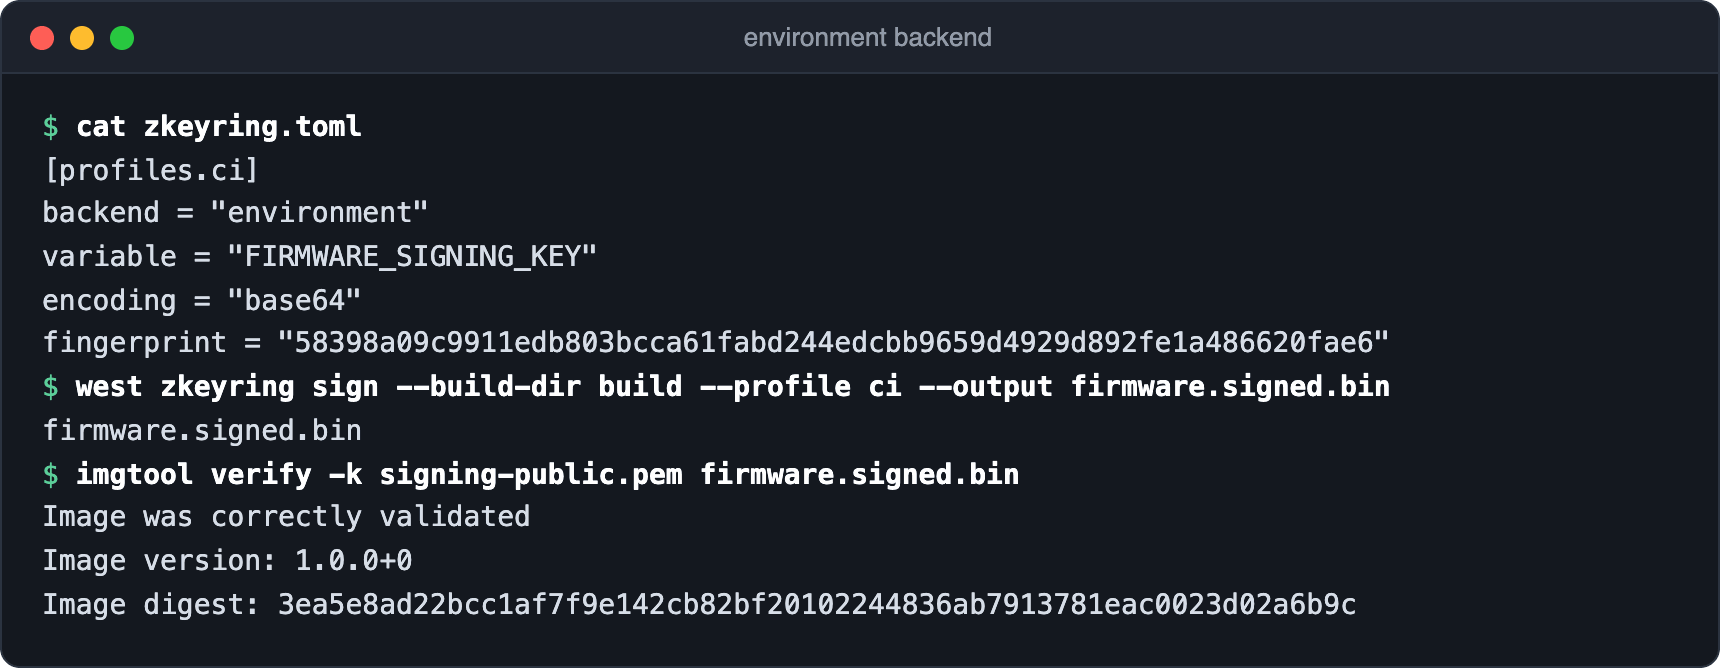 environment backend
$ cat zkeyring.toml
[profiles.ci]
backend = "environment"
variable = "FIRMWARE_SIGNING_KEY"
encoding = "base64"
fingerprint = "58398a09c9911edb803bcca61fabd244edcbb9659d4929d892fe1a486620fae6"
$ west zkeyring sign --build-dir build --profile ci --output firmware.signed.bin
firmware.signed.bin
$ imgtool verify -k signing-public.pem firmware.signed.bin
Image was correctly validated
Image version: 1.0.0+0
Image digest: 3ea5e8ad22bcc1af7f9e142cb82bf20102244836ab7913781eac0023d02a6b9c